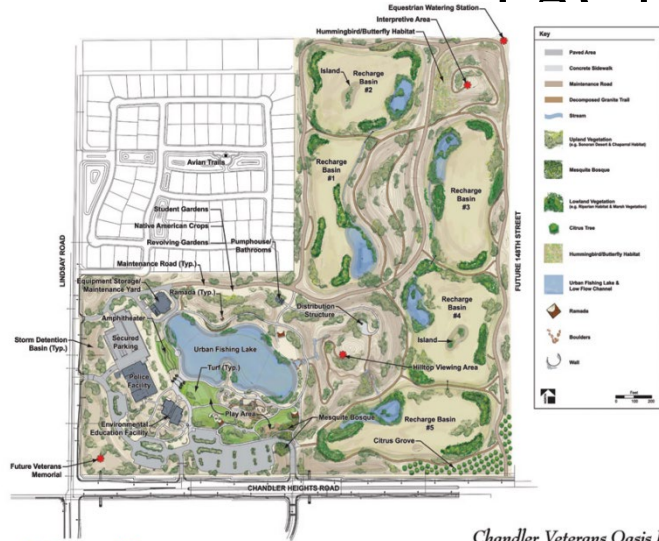 Equestrian Watering Station
Interpretive Area
Hummingbird/Butterfly Habitat
Island
Recharge
Basin
#2
Avian Trails
Recharge
Basin
#1
Recharge
Basin
#3
Student Gardens
Native American Crops
Revolving Gardens
Pumphouse/
Bathrooms
Maintenance Road (Typ.)
LINDSAY ROAD
FUTURE 148TH STREET
Equipment Storage/
Maintenance Yard
Ramada (Typ.)
Distribution
Structure
Amphitheater
Recharge
Basin
#4
Storm Detention
Basin (Typ.)
Secured
Parking
Urban Fishing Lake
Island
Turf (Typ.)
Hilltop Viewing Area
Police
Facility
Play Area
Environmental
Education Facility
Mesquite Bosque
Recharge Basin
#5
Citrus Grove
Future Veterans
Memorial
CHANDLER HEIGHTS ROAD
Key
Paved Area
Concrete Sidewalk
Maintenance Road
Decomposed Granite Trail
Stream
Upland Vegetation
(e.g. Sonoran Desert & Chaparral Habitat)
Mesquite Bosque
Lowland Vegetation
(e.g. Riparian Habitat & Marsh Vegetation)
Citrus Tree
Hummingbird/Butterfly Habitat
Urban Fishing Lake &
Low Flow Channel
Ramada
Boulders
Wall
Feet
0 100 200
Chandler Veterans Oasis